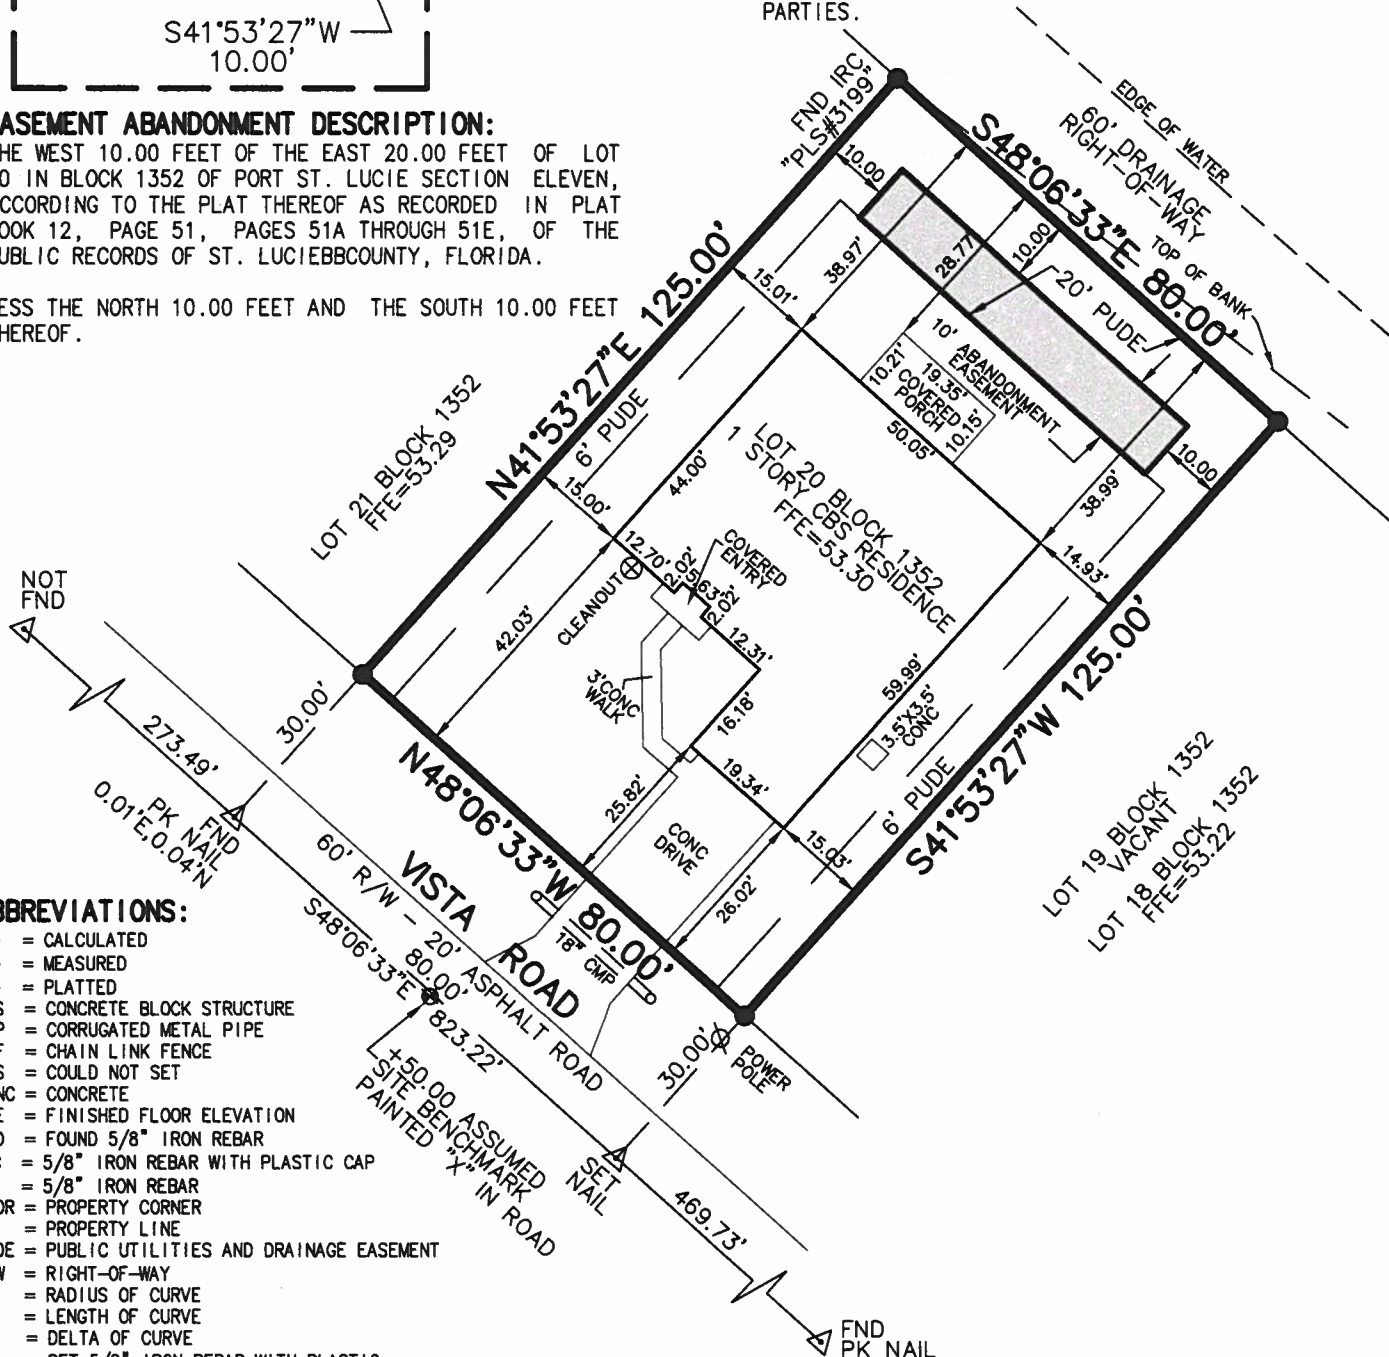 S41°53'27"W
10.00'
PARTIES.
ASEMENT ABANDONMENT DESCRIPTION:
HE WEST 10.00 FEET OF THE EAST 20.00 FEET OF LOT
0 IN BLOCK 1352 OF PORT ST. LUCIE SECTION ELEVEN,
CCORDING TO THE PLAT THEREOF AS RECORDED IN PLAT
OOK 12, PAGE 51, PAGES 51A THROUGH 51E, OF THE
UBLIC RECORDS OF ST. LUCIEBBCOUNTY, FLORIDA.
ESS THE NORTH 10.00 FEET AND THE SOUTH 10.00 FEET
HEREOF.
FND IRC
"PLS#3199"
EDGE OF WATER
60' DRAINAGE
RIGHT-OF-WAY
TOP OF BANK
S48°06'33"E 80.00'
10.00
38.97'
28.77'
10.00
20' PUDE
10' ABANDONMENT
EASEMENT
15.01'
N41°53'27"E 125.00'
6' PUDE
LOT 21 BLOCK 1352
FFE=53.29
10.21'
19.35'
COVERED
PORCH
10.15'
50.05'
10.00
38.99'
14.93'
44.00'
15.00'
LOT 20 BLOCK 1352
1 STORY CBS RESIDENCE
FFE=53.30
COVERED
ENTRY
12.70'
2.02'
5.63'
2.02'
12.31'
CLEANOUT
42.03'
3'CONC
WALK
16.18'
59.99'
3.5'X3.5'
CONC
19.34'
25.82'
CONC
DRIVE
15.03'
26.02'
6' PUDE
S41°53'27"W 125.00'
LOT 19 BLOCK 1352
VACANT
LOT 18 BLOCK 1352
FFE=53.22
NOT
FND
30.00'
273.49'
FND
PK NAIL
0.01'E,0.04'N
N48°06'33"W 80.00'
VISTA ROAD
60' R/W - 20' ASPHALT ROAD
18" CMP
S48°06'33"E
80.00'
823.22'
30.00'
POWER
POLE
+50.00 ASSUMED
SITE BENCHMARK
PAINTED "X" IN ROAD
SET
NAIL
469.73'
FND
PK NAIL
BBREVIATIONS:
= CALCULATED
= MEASURED
= PLATTED
S = CONCRETE BLOCK STRUCTURE
P = CORRUGATED METAL PIPE
F = CHAIN LINK FENCE
S = COULD NOT SET
NC = CONCRETE
E = FINISHED FLOOR ELEVATION
D = FOUND 5/8" IRON REBAR
= 5/8" IRON REBAR WITH PLASTIC CAP
= 5/8" IRON REBAR
OR = PROPERTY CORNER
= PROPERTY LINE
DE = PUBLIC UTILITIES AND DRAINAGE EASEMENT
W = RIGHT-OF-WAY
= RADIUS OF CURVE
= LENGTH OF CURVE
= DELTA OF CURVE
SET 5/8" IRON REBAR WITH PLASTIC